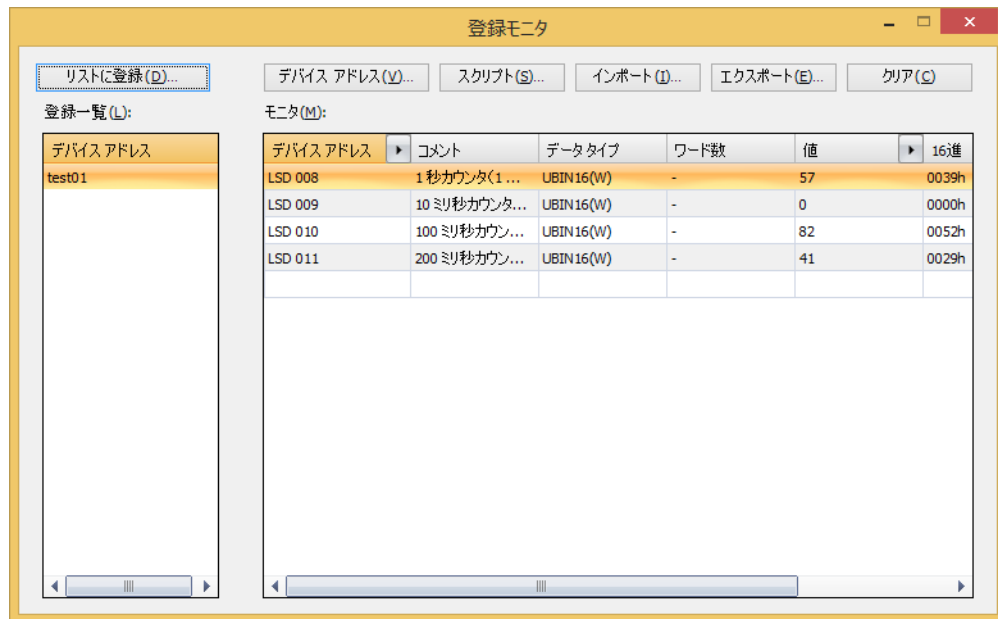 登録モニタ
リストに登録(D)... デバイス アドレス(V)... スクリプト(S)... インポート(I)... エクスポート(E)... クリア(C)
登録一覧(L): モニタ(M):
デバイス アドレス デバイス アドレス コメント データ タイプ ワード数 値 16進
test01 LSD 008 1 秒カウンタ(1 ... UBIN16(W) - 57 0039h
LSD 009 10 ミリ秒カウンタ... UBIN16(W) - 0 0000h
LSD 010 100 ミリ秒カウン... UBIN16(W) - 82 0052h
LSD 011 200 ミリ秒カウン... UBIN16(W) - 41 0029h